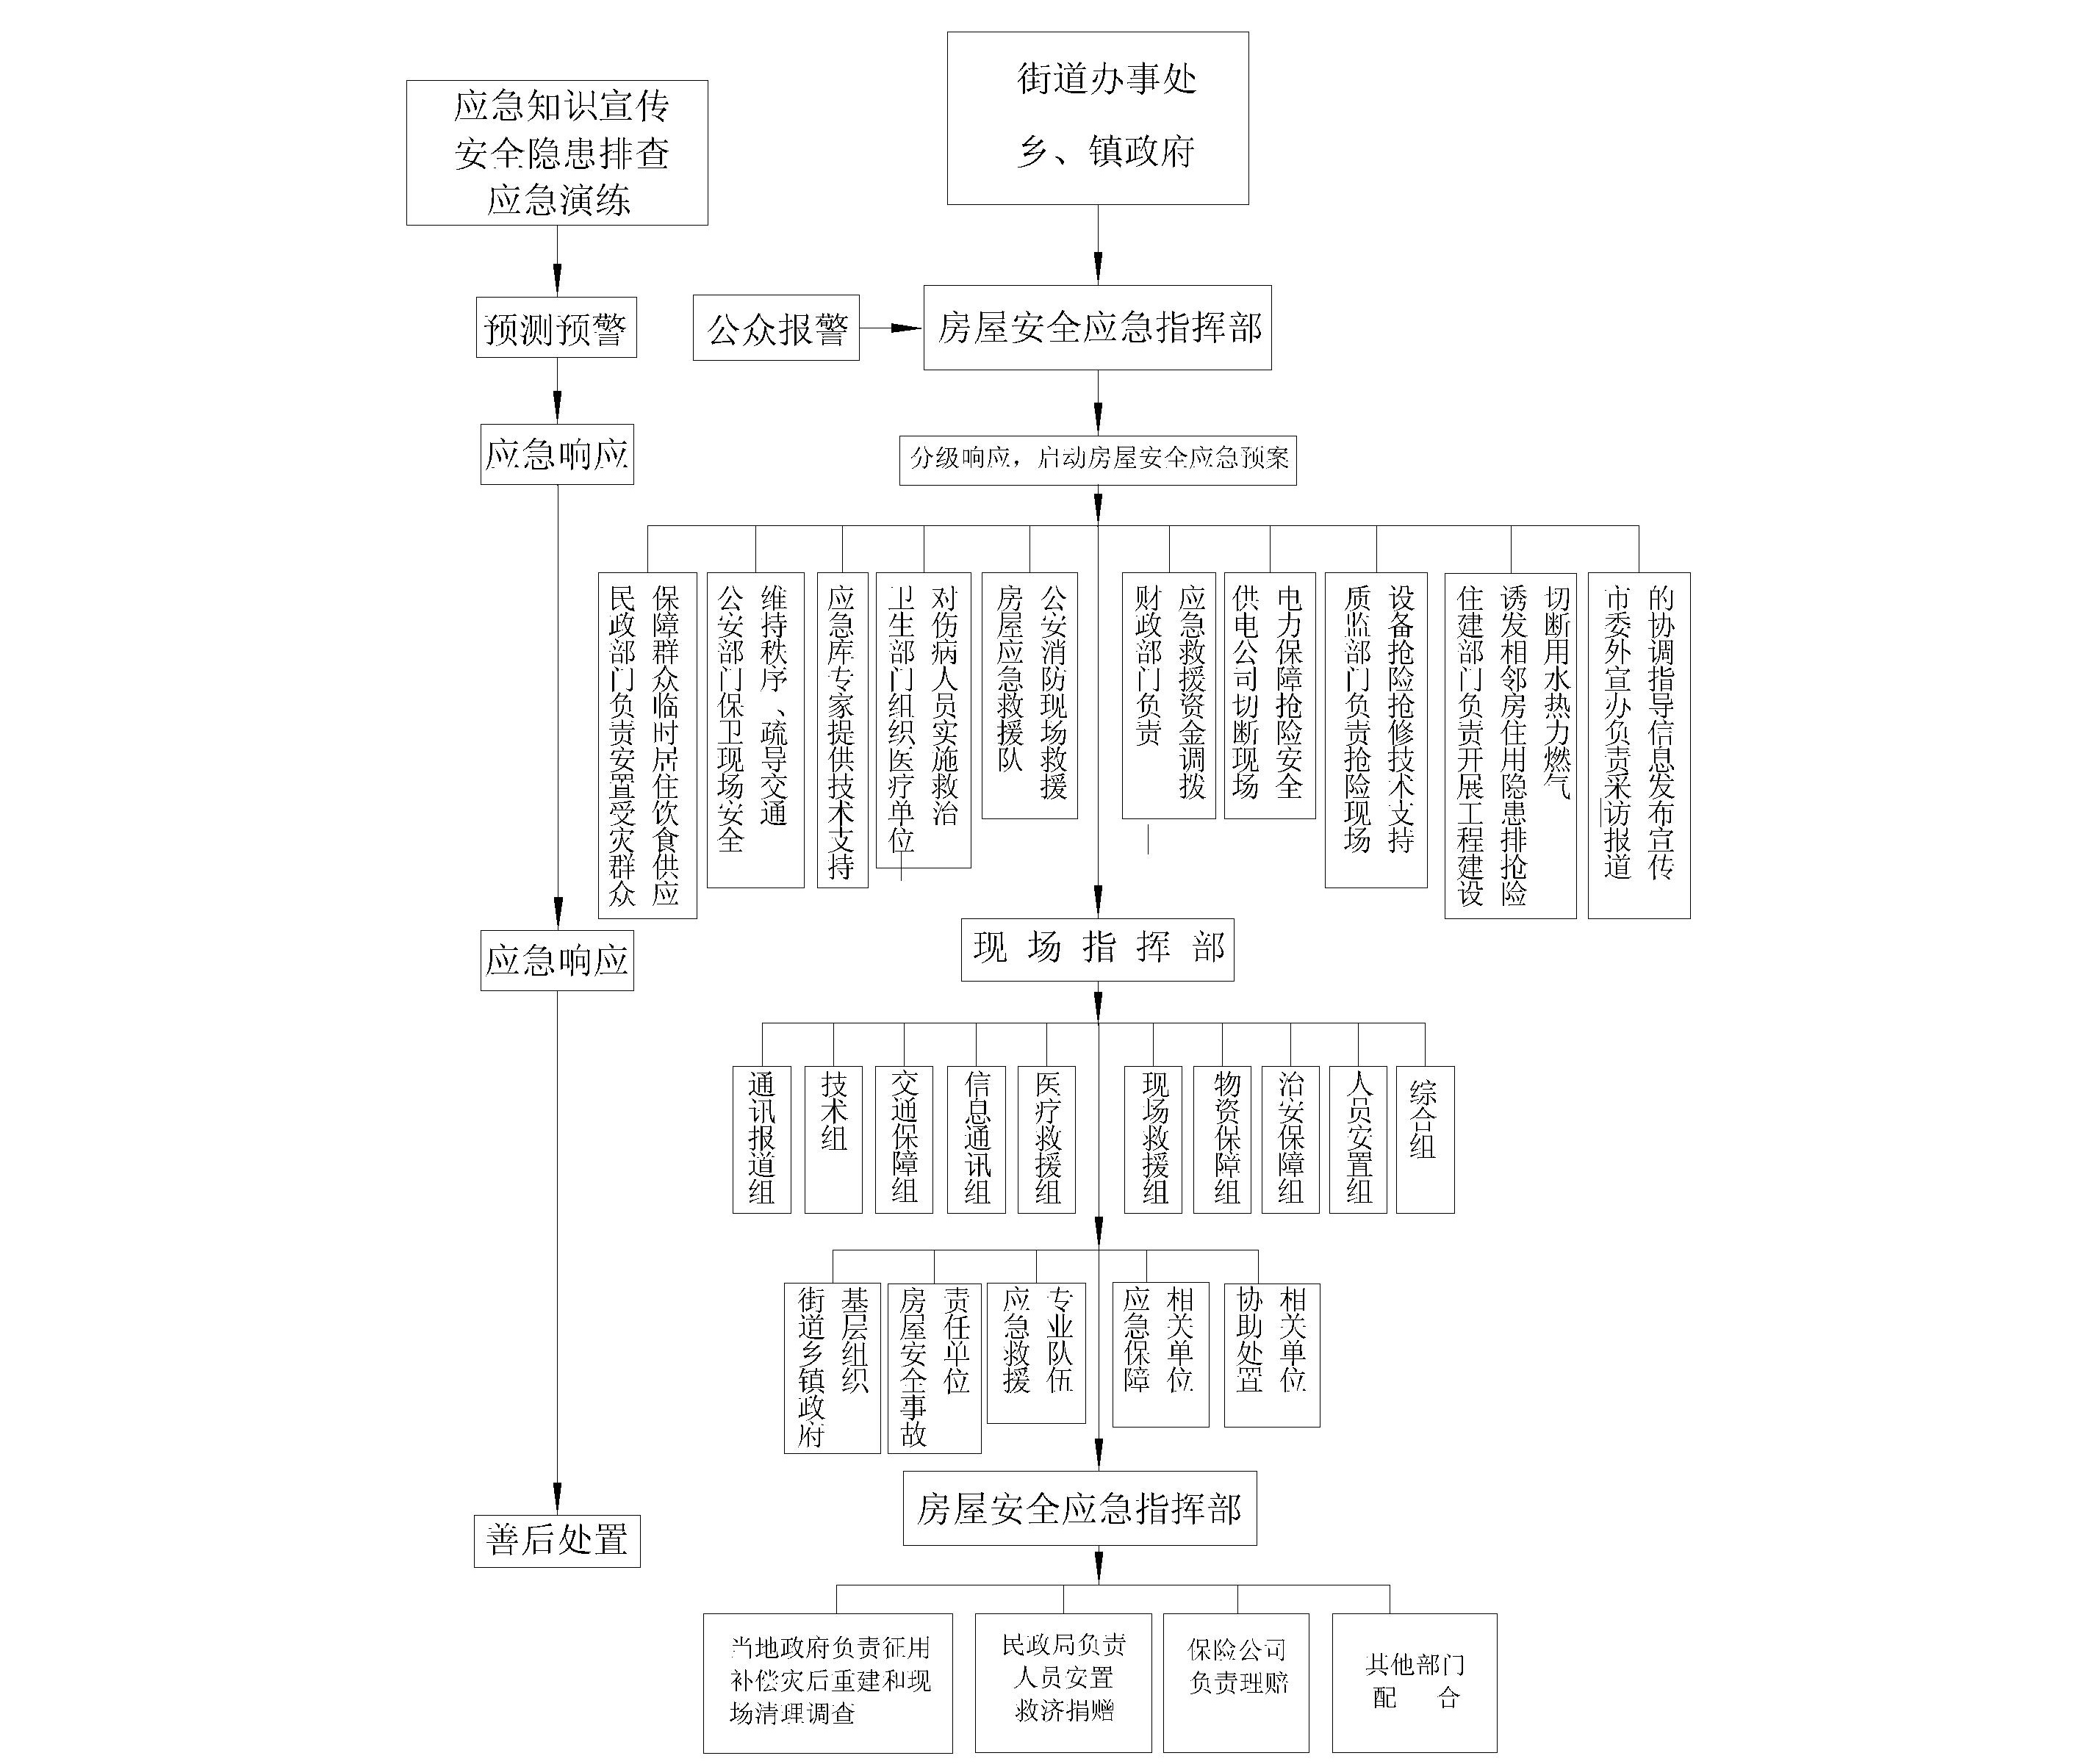 应急知识宣传
安全隐患排查
应急演练
预测预警
应急响应
应急响应
善后处置
街道办事处
乡、镇政府
公众报警
房屋安全应急指挥部
分级响应，启动房屋安全应急预案
民政部门负责安置受灾群众
保障群众临时居住饮食供应
公安部门保卫现场安全
维持秩序、疏导交通
应急库专家提供技术支持
卫生部门组织医疗单位
对伤病人员实施救治
房屋应急救援队
公安消防现场救援
财政部门负责
应急救援资金调拨
供电公司切断现场
电力保障抢险安全
质监部门负责抢险现场
设备抢险抢修技术支持
住建部门负责开展工程建设
诱发相邻房住用隐患排抢险
切断用水热力燃气
市委外宣办负责采访报道
的协调指导信息发布宣传
现场指挥部
通讯报道组
技术组
交通保障组
信息通讯组
医疗救援组
现场救援组
物资保障组
治安保障组
人员安置组
综合组
街道乡镇政府
基层组织
房屋安全事故
责任单位
应急救援
专业队伍
应急保障
相关单位
协助处置
相关单位
房屋安全应急指挥部
当地政府负责征用
补偿灾后重建和现
场清理调查
民政局负责
人员安置
救济捐赠
保险公司
负责理赔
其他部门
配 合